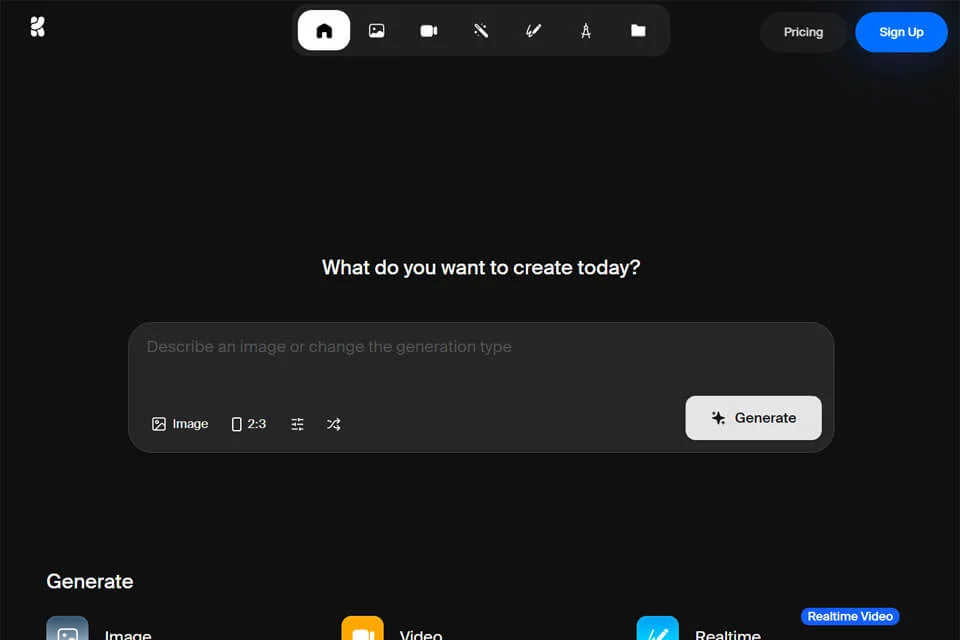 Pricing
Sign Up
What do you want to create today?
Describe an image or change the generation type
Image
2:3
Generate
Generate
Image
Video
Realtime
Realtime Video